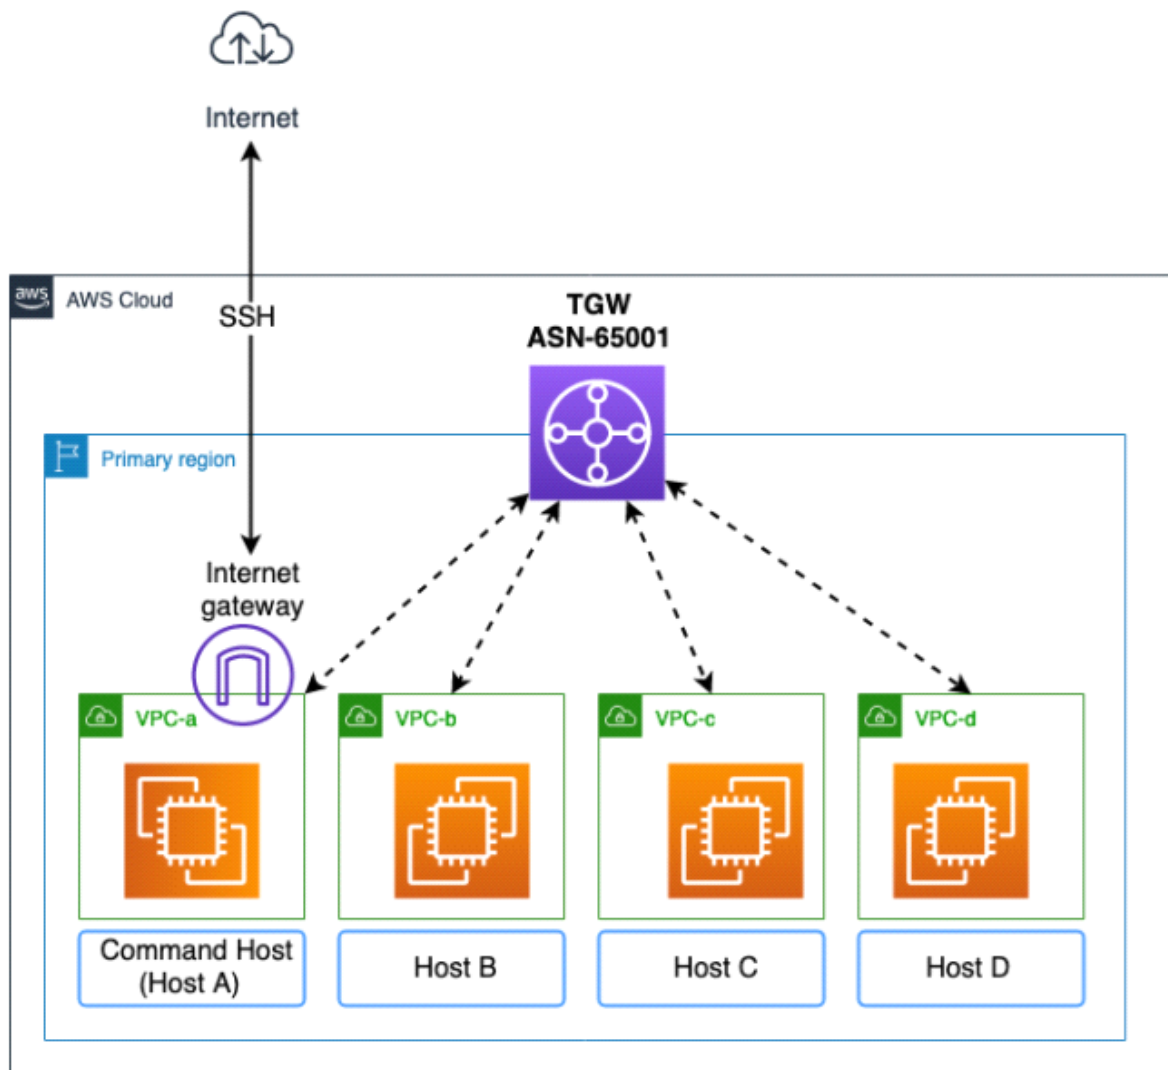 Internet
aws
AWS Cloud
SSH
TGW
ASN-65001
Primary region
Internet
gateway
VPC-a
VPC-b
VPC-c
VPC-d
Command Host
(Host A)
Host B
Host C
Host D